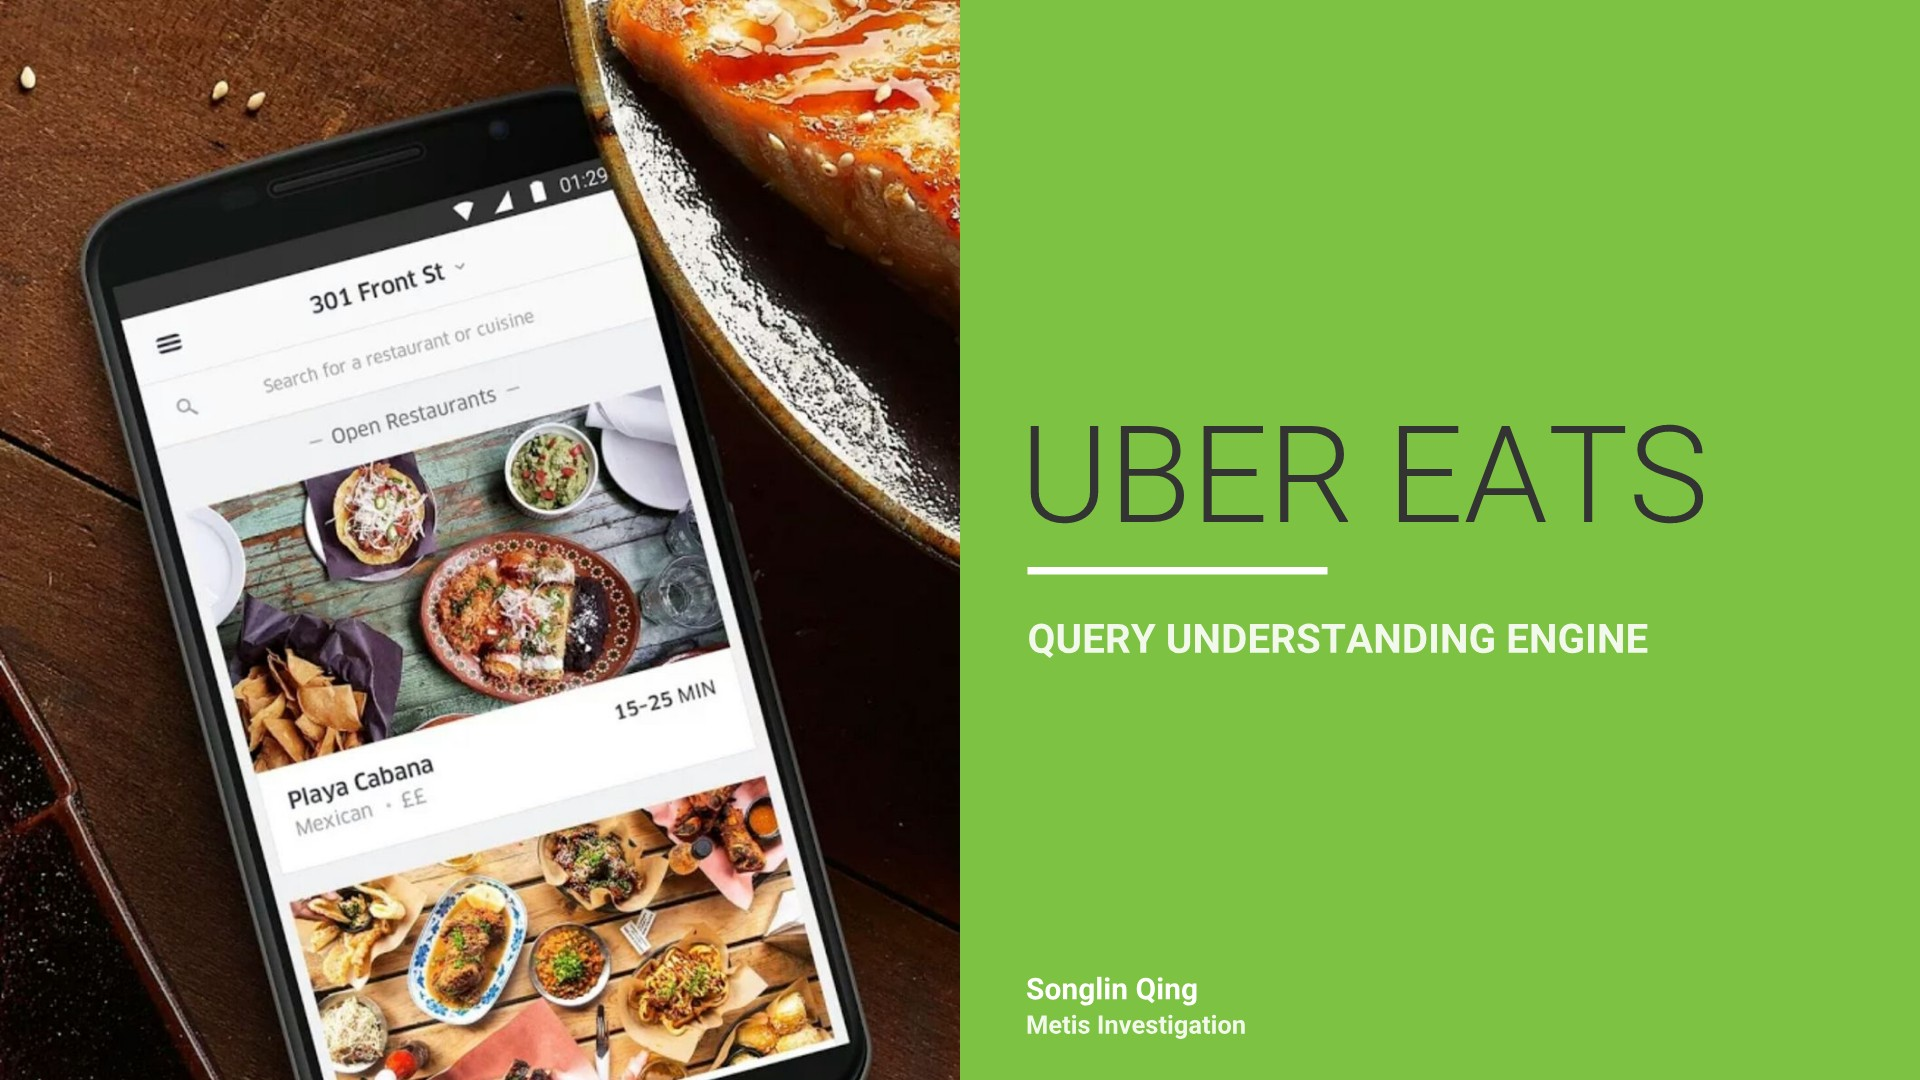 01:29
301 Front St
Search for a restaurant or cuisine
– Open Restaurants –
15-25 MIN
Playa Cabana
Mexican • ££
UBER EATS
QUERY UNDERSTANDING ENGINE
Songlin Qing
Metis Investigation